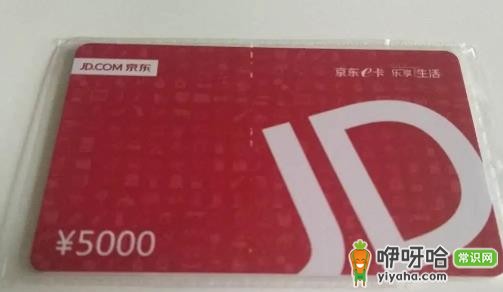 JD.COM 京东
京东e卡 乐享 生活
JD
¥5000
咿呀哈 常识网
yiyaha.com